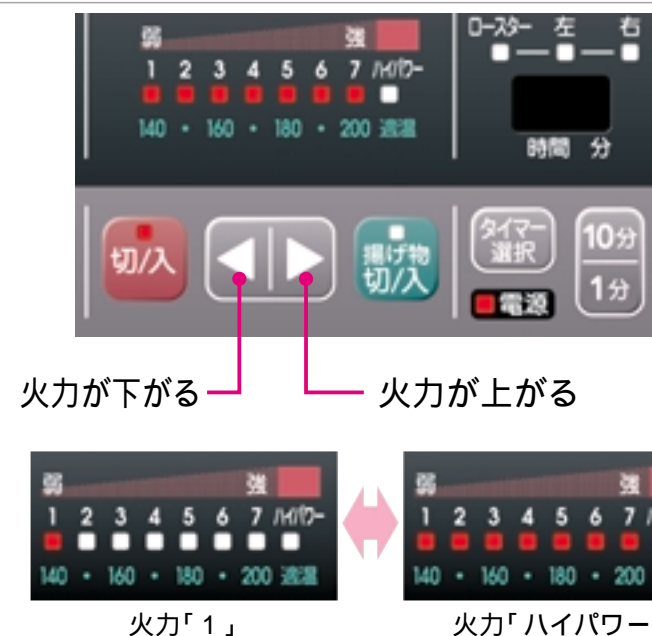 弱 強
1 2 3 4 5 6 7 ハイパワー
140 • 160 • 180 • 200 適温
ロースター 左 右
時間 分
切/入
揚げ物
切/入
タイマー
選択
電源
10分
1分
火力が下がる
火力が上がる
弱 強
1 2 3 4 5 6 7 ハイパワー
140 • 160 • 180 • 200 適温
火力「1」
弱 強
1 2 3 4 5 6 7
140 • 160 • 180 • 200
火力「ハイパワー